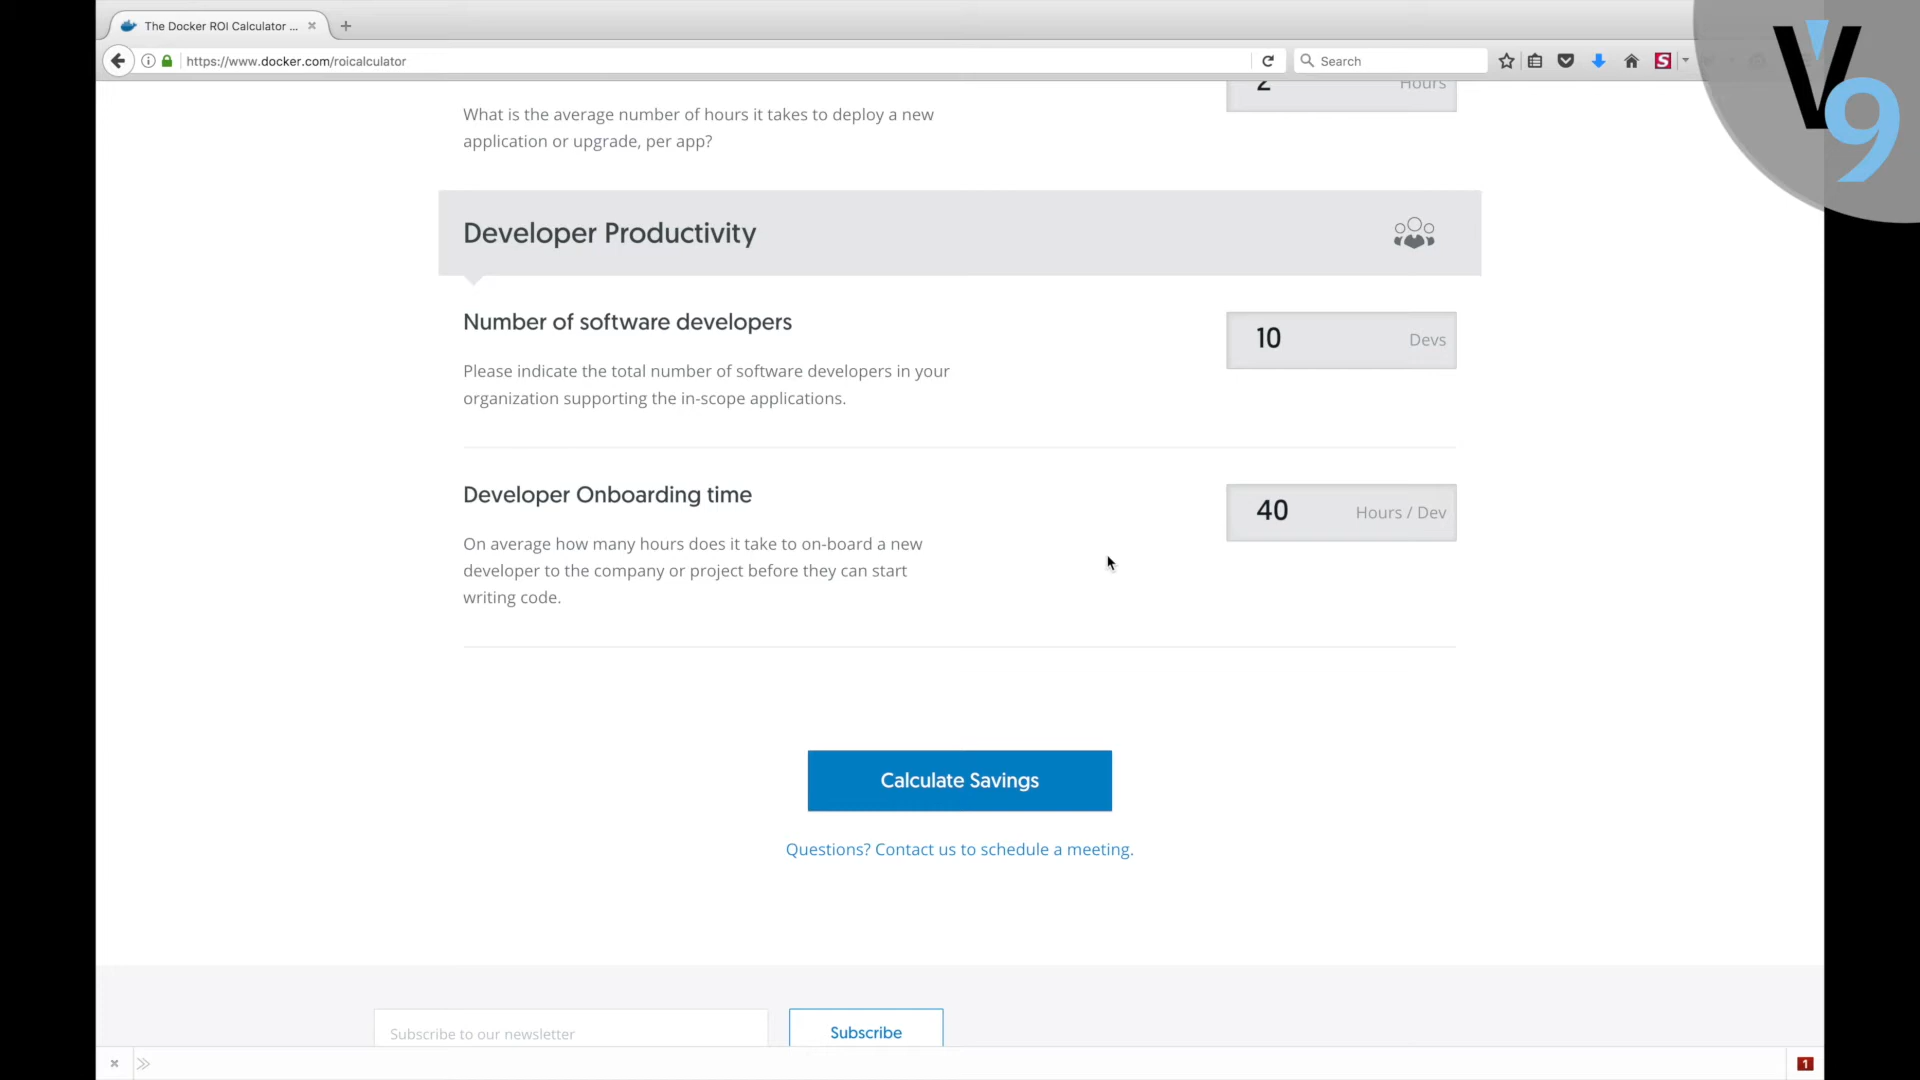 The Docker ROI Calculator ...
https://www.docker.com/roicalculator
Search
V9
2
Hours
What is the average number of hours it takes to deploy a new
application or upgrade, per app?
Developer Productivity
Number of software developers
10
Devs
Please indicate the total number of software developers in your
organization supporting the in-scope applications.
Developer Onboarding time
40
Hours / Dev
On average how many hours does it take to on-board a new
developer to the company or project before they can start
writing code.
Calculate Savings
Questions? Contact us to schedule a meeting.
Subscribe to our newsletter
Subscribe
1